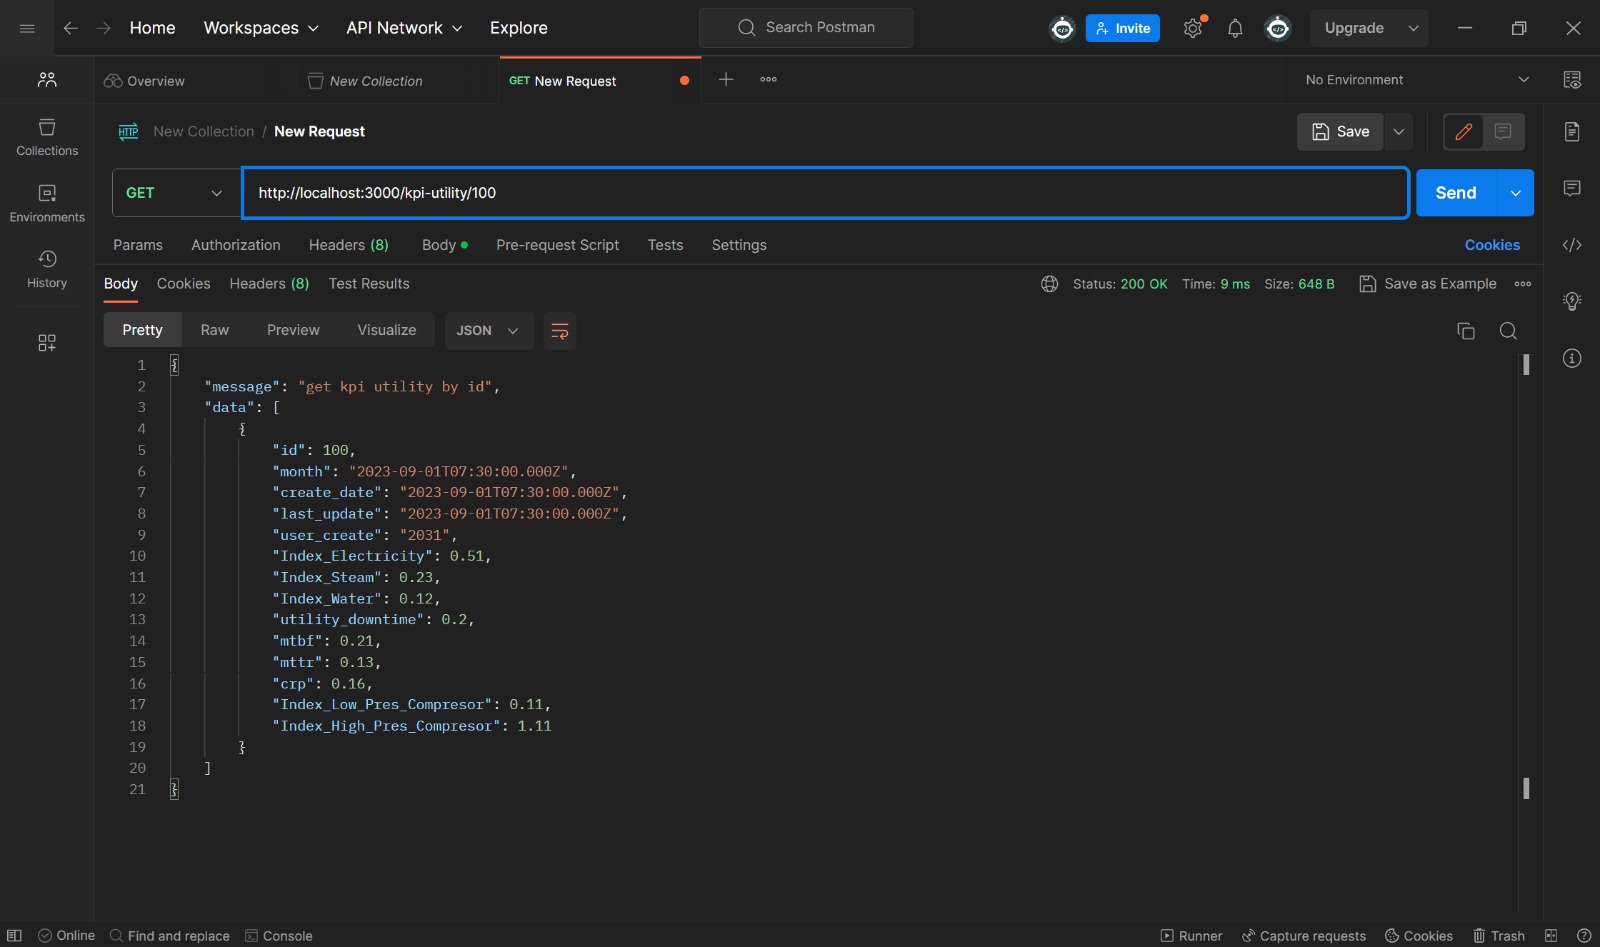 Home Workspaces API Network Explore Search Postman Invite Upgrade
Overview New Collection GET New Request No Environment
HTTP New Collection / New Request Save
GET http://localhost:3000/kpi-utility/100 Send
Params Authorization Headers (8) Body Pre-request Script Tests Settings Cookies
Body Cookies Headers (8) Test Results Status: 200 OK Time: 9 ms Size: 648 B Save as Example
Pretty Raw Preview Visualize JSON
Collections
Environments
History
1 {
2 "message": "get kpi utility by id",
3 "data": [
4 {
5 "id": 100,
6 "month": "2023-09-01T07:30:00.000Z",
7 "create_date": "2023-09-01T07:30:00.000Z",
8 "last_update": "2023-09-01T07:30:00.000Z",
9 "user_create": "2031",
10 "Index_Electricity": 0.51,
11 "Index_Steam": 0.23,
12 "Index_Water": 0.12,
13 "utility_downtime": 0.2,
14 "mtbf": 0.21,
15 "mttr": 0.13,
16 "crp": 0.16,
17 "Index_Low_Pres_Compresor": 0.11,
18 "Index_High_Pres_Compresor": 1.11
19 }
20 ]
21 }
Online Find and replace Console Runner Capture requests Cookies Trash